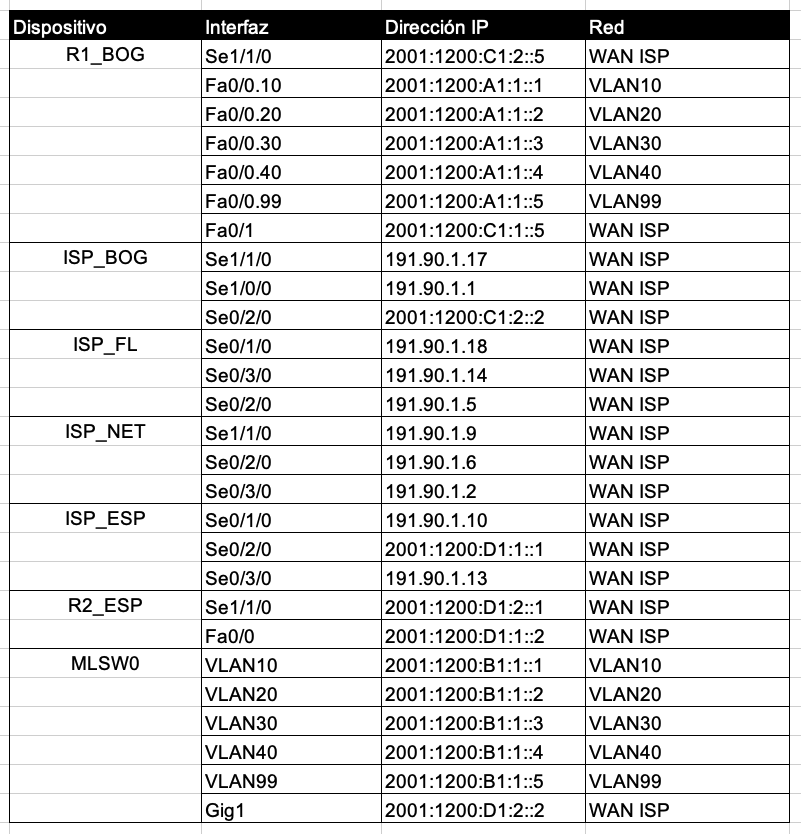 Dispositivo Interfaz Dirección IP Red
R1_BOG Se1/1/0 2001:1200:C1:2::5 WAN ISP
Fa0/0.10 2001:1200:A1:1::1 VLAN10
Fa0/0.20 2001:1200:A1:1::2 VLAN20
Fa0/0.30 2001:1200:A1:1::3 VLAN30
Fa0/0.40 2001:1200:A1:1::4 VLAN40
Fa0/0.99 2001:1200:A1:1::5 VLAN99
Fa0/1 2001:1200:C1:1::5 WAN ISP
ISP_BOG Se1/1/0 191.90.1.17 WAN ISP
Se1/0/0 191.90.1.1 WAN ISP
Se0/2/0 2001:1200:C1:2::2 WAN ISP
ISP_FL Se0/1/0 191.90.1.18 WAN ISP
Se0/3/0 191.90.1.14 WAN ISP
Se0/2/0 191.90.1.5 WAN ISP
ISP_NET Se1/1/0 191.90.1.9 WAN ISP
Se0/2/0 191.90.1.6 WAN ISP
Se0/3/0 191.90.1.2 WAN ISP
ISP_ESP Se0/1/0 191.90.1.10 WAN ISP
Se0/2/0 2001:1200:D1:1::1 WAN ISP
Se0/3/0 191.90.1.13 WAN ISP
R2_ESP Se1/1/0 2001:1200:D1:2::1 WAN ISP
Fa0/0 2001:1200:D1:1::2 WAN ISP
MLSW0 VLAN10 2001:1200:B1:1::1 VLAN10
VLAN20 2001:1200:B1:1::2 VLAN20
VLAN30 2001:1200:B1:1::3 VLAN30
VLAN40 2001:1200:B1:1::4 VLAN40
VLAN99 2001:1200:B1:1::5 VLAN99
Gig1 2001:1200:D1:2::2 WAN ISP